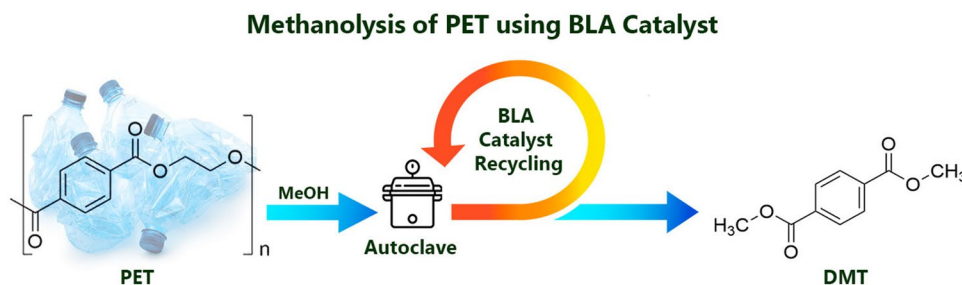 Methanolysis of PET using BLA Catalyst
BLA
Catalyst
Recycling
MeOH
Autoclave
O
O
O
O
n
PET
O
O
CH₃
H₃C
O
O
DMT